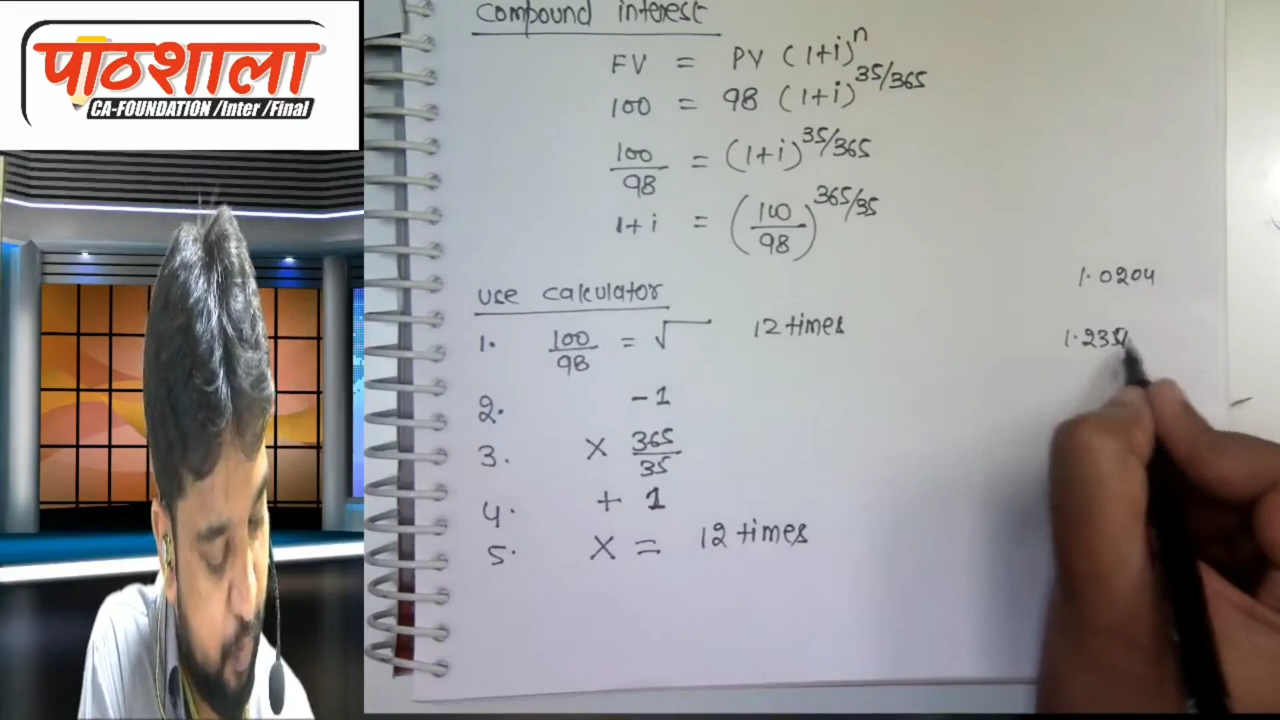 पाठशाला
CA-FOUNDATION /Inter /Final
compound interest
FV = PV (1+i)^n
100 = 98 (1+i)^35/365
100/98 = (1+i)^35/365
1+i = (100/98)^365/35
1.0204
use calculator
1. 100/98 = √ 12 times
1.235
2. -1
3. × 365/35
4. + 1
5. × = 12 times